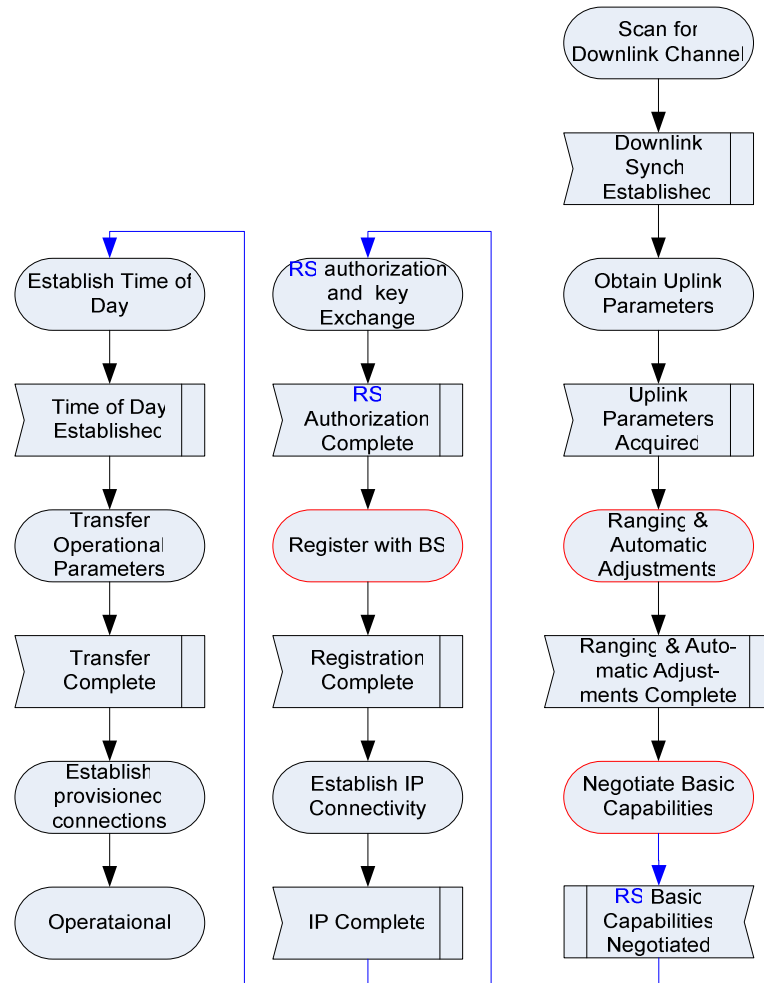 Scan for
Downlink Channel
Downlink
Synch
Established
Obtain Uplink
Parameters
Uplink
Parameters
Acquired
Ranging &
Automatic
Adjustments
Ranging & Auto-
matic Adjust-
ments Complete
Negotiate Basic
Capabilities
RS Basic
Capabilities
Negotiated
RS authorization
and key
Exchange
RS
Authorization
Complete
Register with BS
Registration
Complete
Establish IP
Connectivity
IP Complete
Establish Time of
Day
Time of Day
Established
Transfer
Operational
Parameters
Transfer
Complete
Establish
provisioned
connections
Operataional